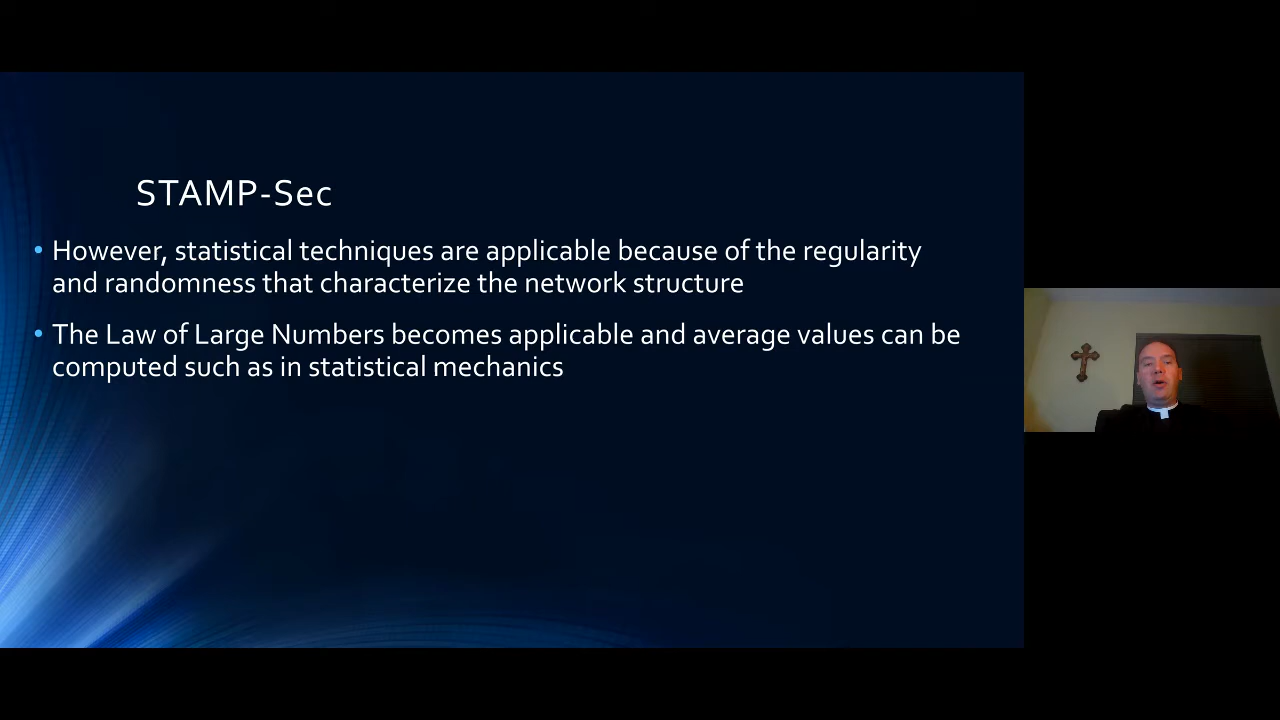 STAMP-Sec
• However, statistical techniques are applicable because of the regularity
and randomness that characterize the network structure
• The Law of Large Numbers becomes applicable and average values can be
computed such as in statistical mechanics